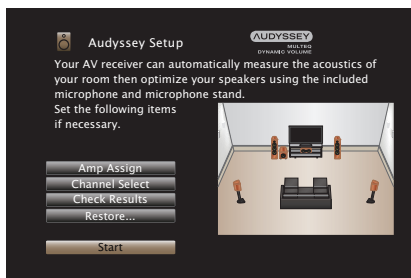 Audyssey Setup
AUDYSSEY
MULTEQ
DYNAMIC VOLUME
Your AV receiver can automatically measure the acoustics of
your room then optimize your speakers using the included
microphone and microphone stand.
Set the following items
if necessary.
Amp Assign
Channel Select
Check Results
Restore...
Start